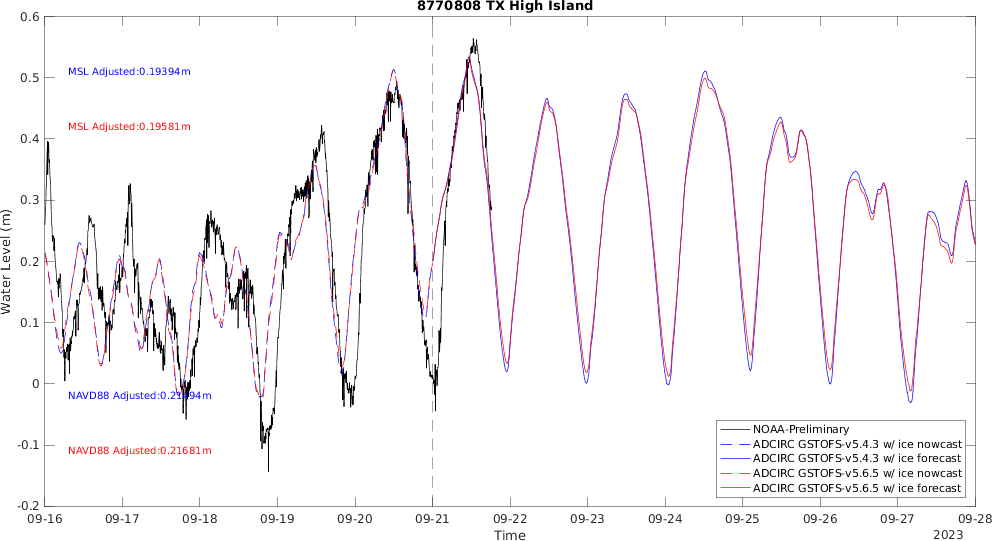 8770808 TX High Island
0.6
0.5
0.4
0.3
0.2
0.1
0
-0.1
-0.2
Water Level (m)
MSL Adjusted:0.19394m
MSL Adjusted:0.19581m
NAVD88 Adjusted:0.21494m
NAVD88 Adjusted:0.21681m
NOAA-Preliminary
ADCIRC GSTOFS-v5.4.3 w/ ice nowcast
ADCIRC GSTOFS-v5.4.3 w/ ice forecast
ADCIRC GSTOFS-v5.6.5 w/ ice nowcast
ADCIRC GSTOFS-v5.6.5 w/ ice forecast
09-16 09-17 09-18 09-19 09-20 09-21 09-22 09-23 09-24 09-25 09-26 09-27 09-28
Time
2023